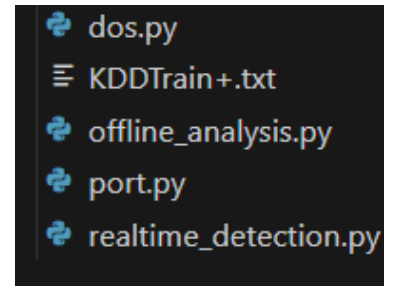 dos.py
KDDTrain+.txt
offline_analysis.py
port.py
realtime_detection.py